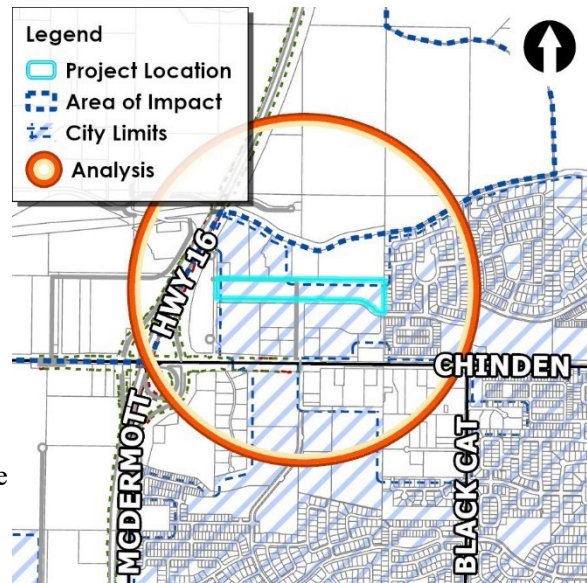 Legend
Project Location
Area of Impact
City Limits
Analysis
HWY 16
CHINDEN
MCDERMOTT
BLACK CAT
e